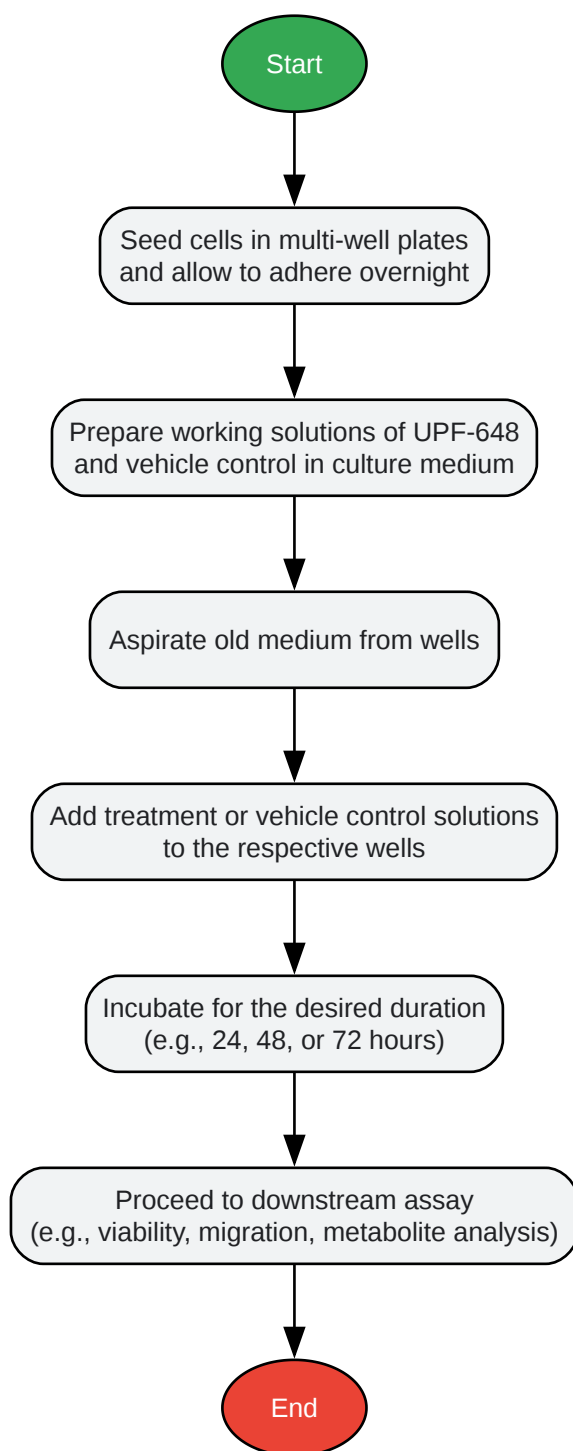 Start
Seed cells in multi-well plates
and allow to adhere overnight
Prepare working solutions of UPF-648
and vehicle control in culture medium
Aspirate old medium from wells
Add treatment or vehicle control solutions
to the respective wells
Incubate for the desired duration
(e.g., 24, 48, or 72 hours)
Proceed to downstream assay
(e.g., viability, migration, metabolite analysis)
End